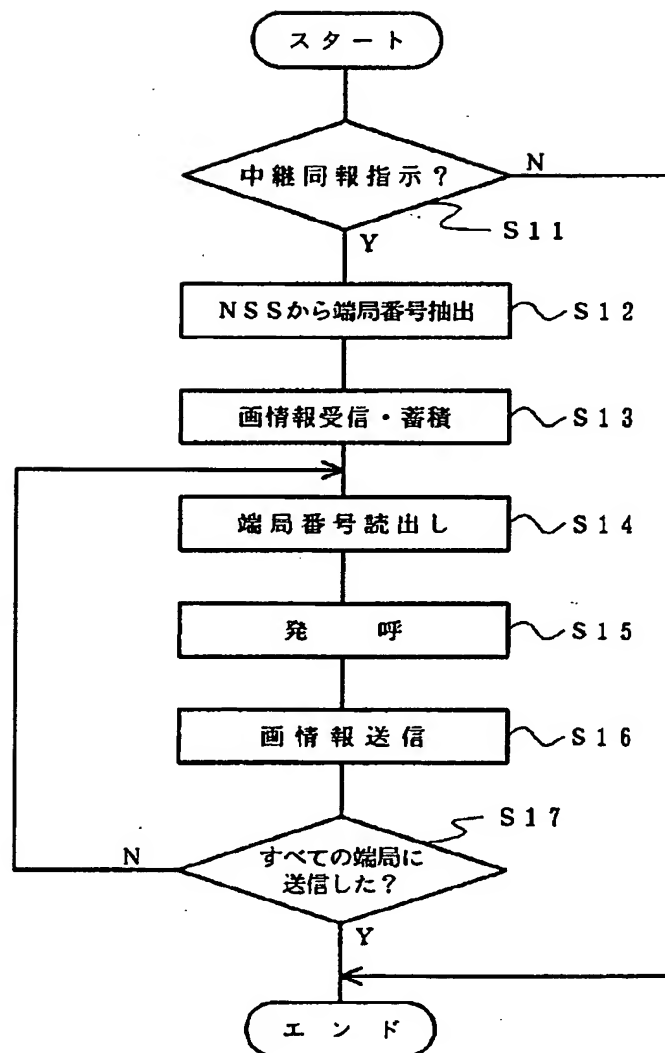 スタート
中継同報指示？
N
S11
Y
NSSから端局番号抽出
S12
画情報受信・蓄積
S13
端局番号読出し
S14
発 呼
S15
画情報送信
S16
S17
N
すべての端局に
送信した？
Y
エンド